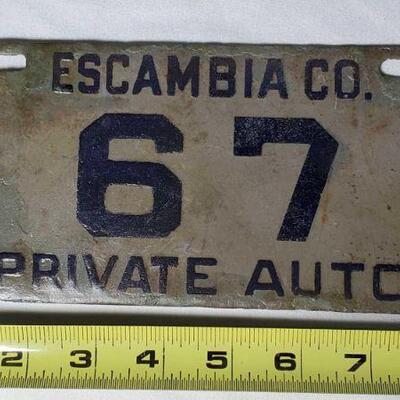 ESCAMBIA CO.
67
PRIVATE AUTO
2 3 4 5 6 7